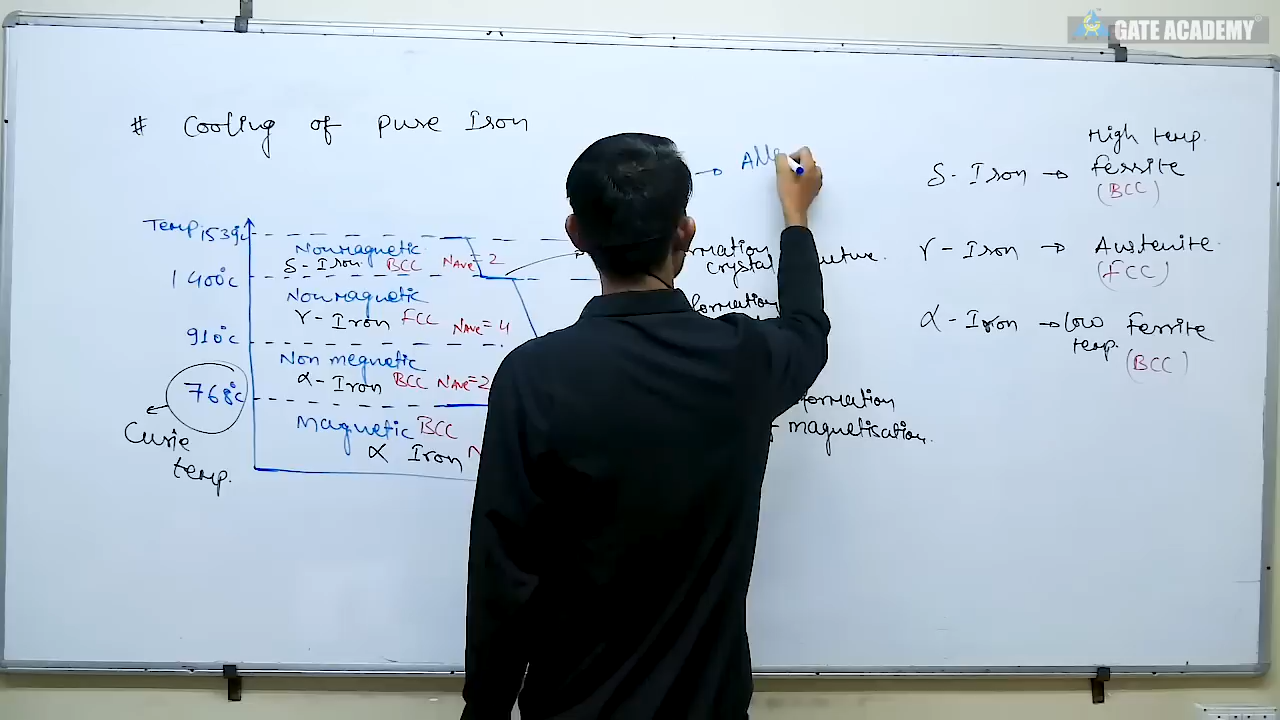 GATE ACADEMY
# Cooling of Pure Iron
Temp. 1539c
Nonmagnetic
δ-Iron BCC NAve = 2
1400°c
Nonmagnetic
γ-Iron FCC NAve = 4
910°c
Non megnetic
α-Iron BCC NAve=2
768°c
Curie
temp.
Magnetic BCC
α Iron
crystal
magnetisation.
High temp.
δ-Iron → ferrite
(BCC)
γ-Iron → Austenite
(FCC)
α-Iron → low ferrite
temp.
(BCC)